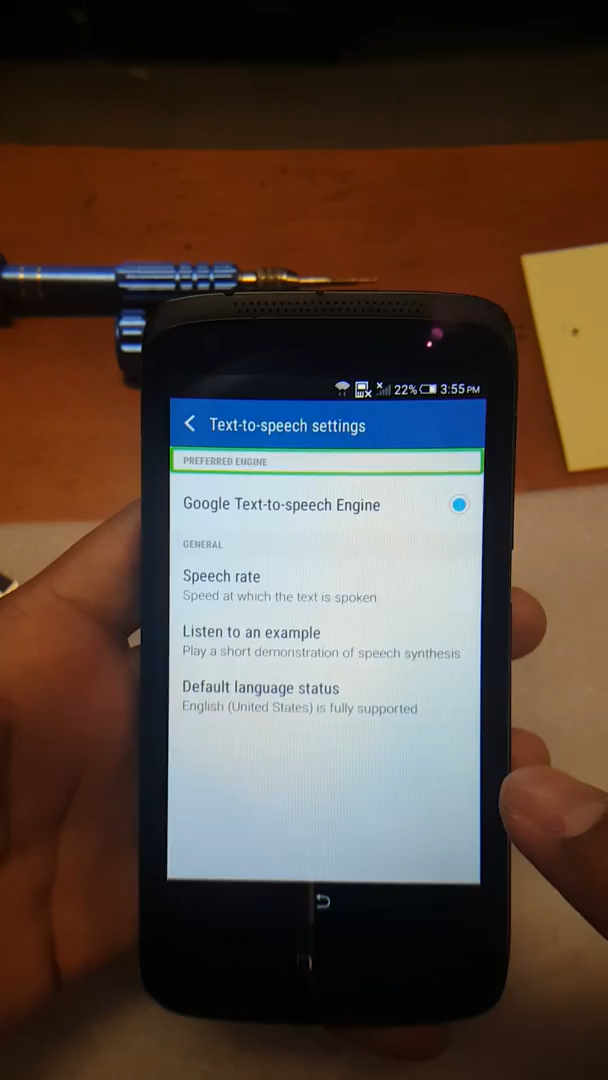 22% 3:55 PM
Text-to-speech settings
PREFERRED ENGINE
Google Text-to-speech Engine
GENERAL
Speech rate
Speed at which the text is spoken
Listen to an example
Play a short demonstration of speech synthesis
Default language status
English (United States) is fully supported